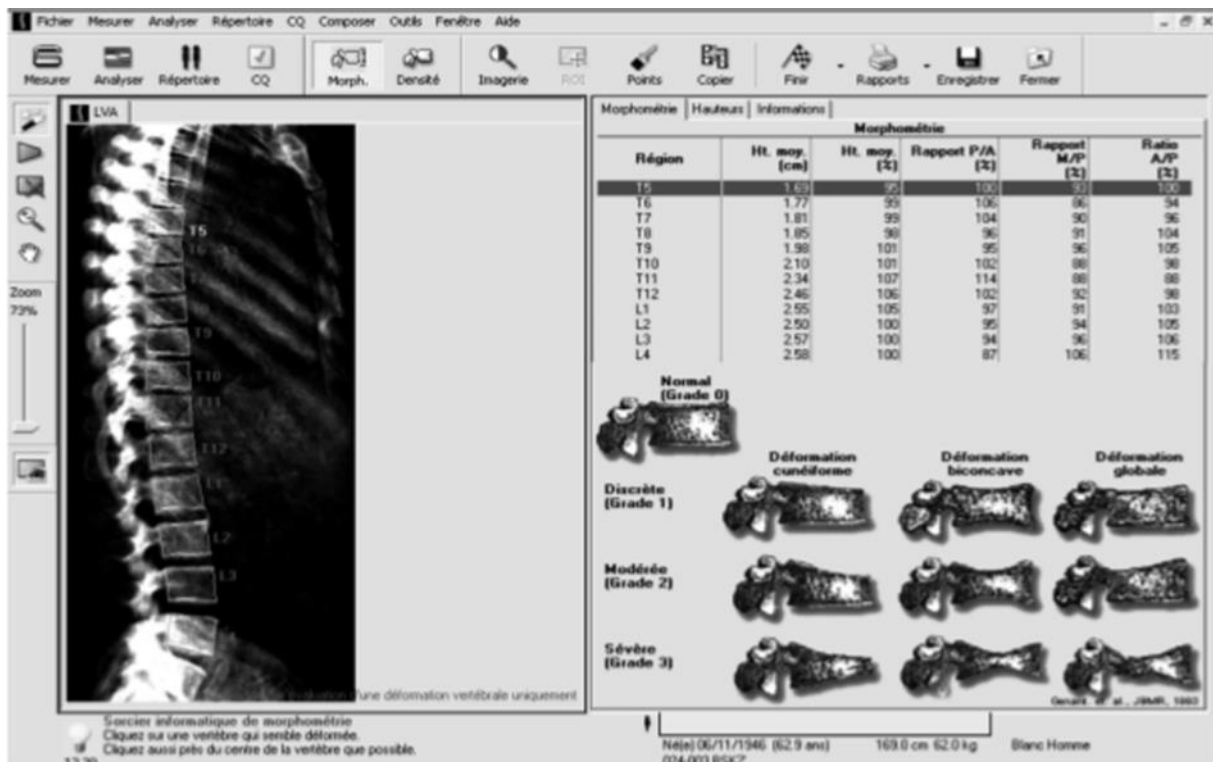 Fichier Mesurer Analyser Répertoire CQ Composer Outils Fenêtre Aide
Mesurer Analyser Répertoire CQ Morph. Densité Imagerie ROI Points Copier Finir Rapports Enregistrer Fermer
LVA
Zoom
73%
T5
T9
T10
T11
T12
L2
L3
évaluation d'une déformation vertébrale uniquement
Morphométrie Hauteurs Informations
Morphométrie
Région Ht. moy. (cm) Ht. moy. (%) Rapport P/A (%) Rapport M/P (%) Ratio A/P (%)
T5 1.69 95 100 93 100
T6 1.77 99 106 86 94
T7 1.81 99 104 90 96
T8 1.85 98 96 91 104
T9 1.98 101 95 96 105
T10 2.10 101 102 88 98
T11 2.34 107 114 88 88
T12 2.46 106 102 92 98
L1 2.55 105 97 91 103
L2 2.50 100 95 94 105
L3 2.57 100 94 96 106
L4 2.58 100 87 106 115
Normal
(Grade 0)
Déformation cunéiforme
Déformation biconcave
Déformation globale
Discrète
(Grade 1)
Modérée
(Grade 2)
Sévère
(Grade 3)
Genant. et. al., JBMR, 1993
Sorcier informatique de morphométrie
Cliquez sur une vertèbre qui semble déformée.
Cliquez aussi près du centre de la vertèbre que possible.
Né(e) 06/11/1946 (62.9 ans) 169.0 cm 62.0 kg Blanc Homme